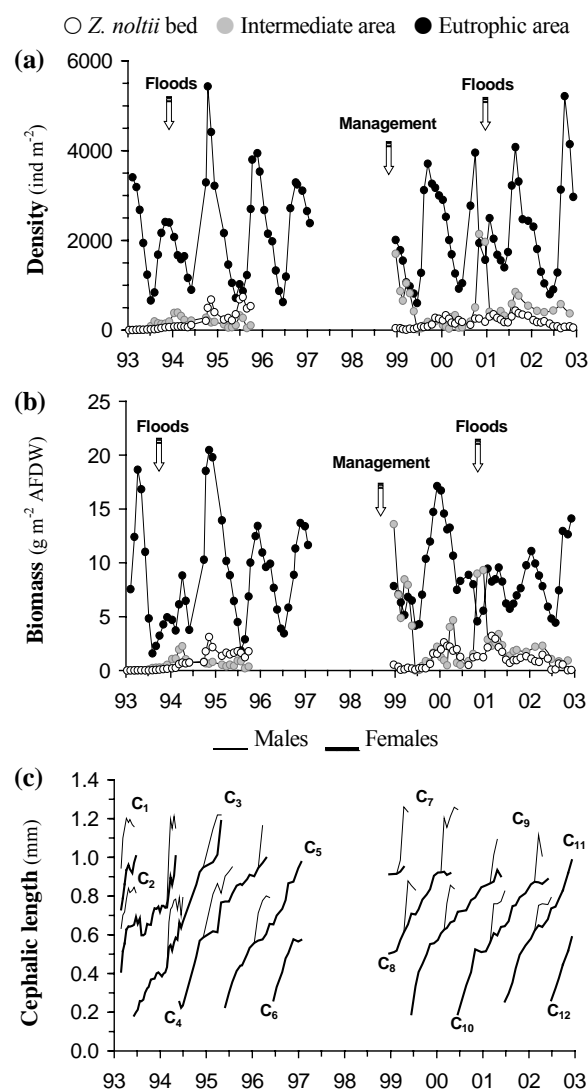 Z. noltii bed Intermediate area Eutrophic area
(a)
Density (ind m-2)
6000
4000
2000
0
Floods
Management
Floods
93 94 95 96 97 98 99 00 01 02 03
(b)
Biomass (g m-2 AFDW)
25
20
15
10
5
0
Floods
Management
Floods
93 94 95 96 97 98 99 00 01 02 03
Males Females
(c)
Cephalic length (mm)
1.4
1.2
1.0
0.8
0.6
0.4
0.2
0.0
C1
C2
C3
C4
C5
C6
C7
C8
C9
C10
C11
C12
93 94 95 96 97 98 99 00 01 02 03